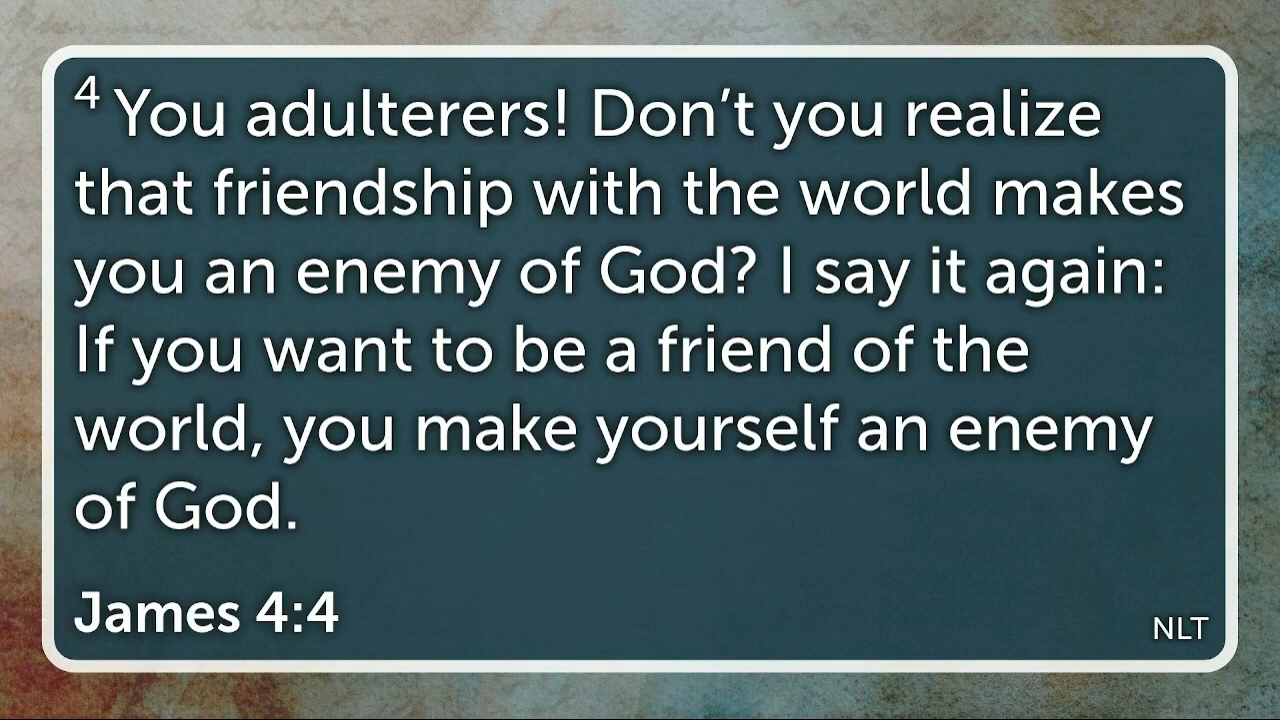 4 You adulterers! Don’t you realize
that friendship with the world makes
you an enemy of God? I say it again:
If you want to be a friend of the
world, you make yourself an enemy
of God.
James 4:4
NLT